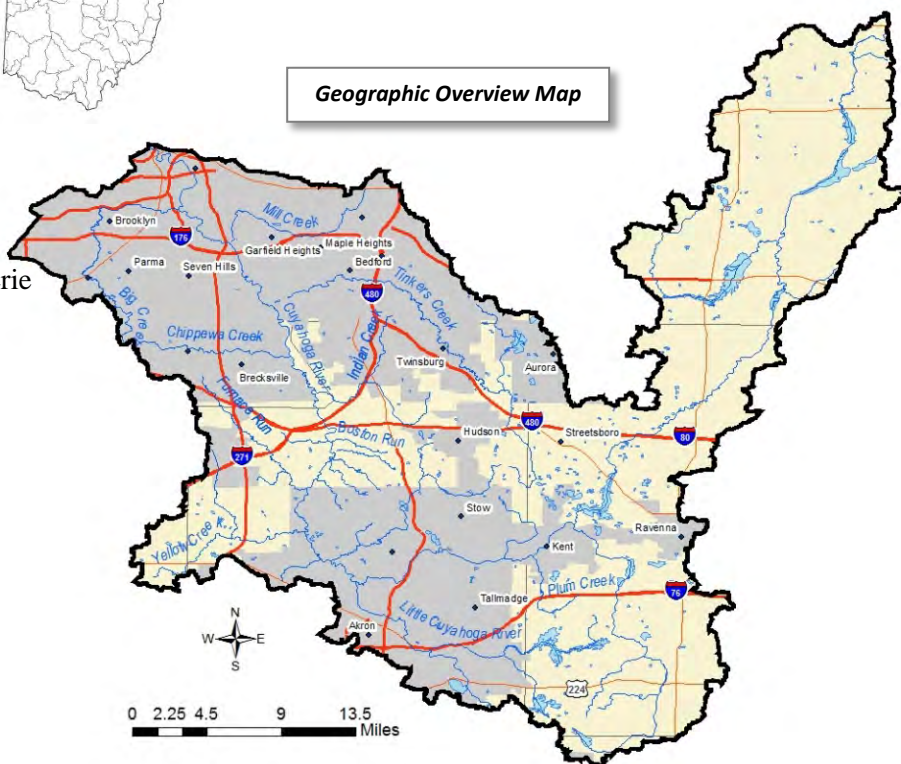 Geographic Overview Map
rie
Brooklyn
176
Mill Creek
Garfield Heights
Maple Heights
Parma
Seven Hills
Bedford
480
Tinkers Creek
Big Creek
Cuyahoga River
Indian Creek
Chippewa Creek
Twinsburg
Aurora
Brecksville
Furnace Run
Boston Run
Hudson
480
Streetsboro
80
271
Stow
Ravenna
Kent
Yellow Creek
Plum Creek
76
Tallmadge
Little Cuyahoga River
Akron
N
W E
S
224
0 2.25 4.5 9 13.5
Miles